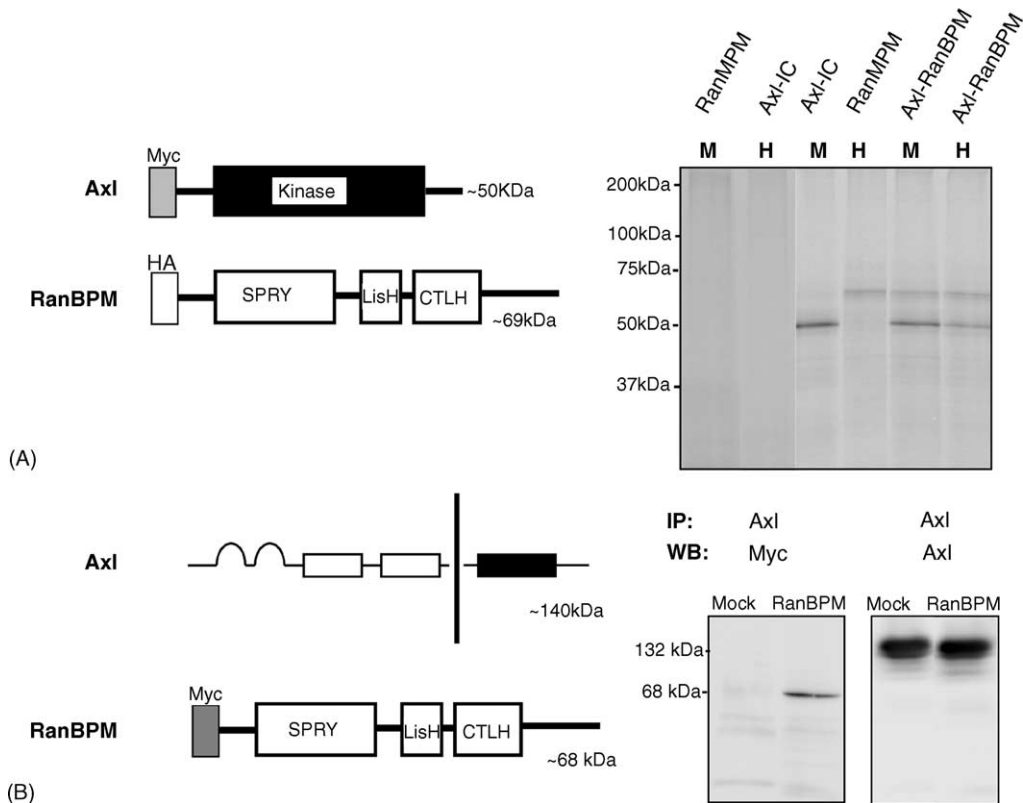 RanMPM Axl-IC Axl-IC RanMPM Axl-RanBPM Axl-RanBPM
M H M H M H
Myc
Axl
Kinase
~50KDa
HA
RanBPM
SPRY
LisH
CTLH
~69kDa
200kDa
100kDa
75kDa
50kDa
37kDa
(A)
Axl
~140kDa
Myc
RanBPM
SPRY
LisH
CTLH
~68 kDa
IP: Axl Axl
WB: Myc Axl
Mock RanBPM Mock RanBPM
132 kDa
68 kDa
(B)